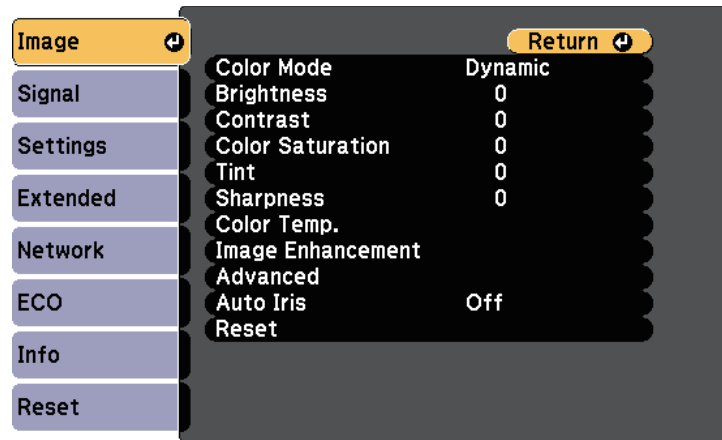 Image
Signal
Settings
Extended
Network
ECO
Info
Reset
Return
Color Mode Dynamic
Brightness 0
Contrast 0
Color Saturation 0
Tint 0
Sharpness 0
Color Temp.
Image Enhancement
Advanced
Auto Iris Off
Reset